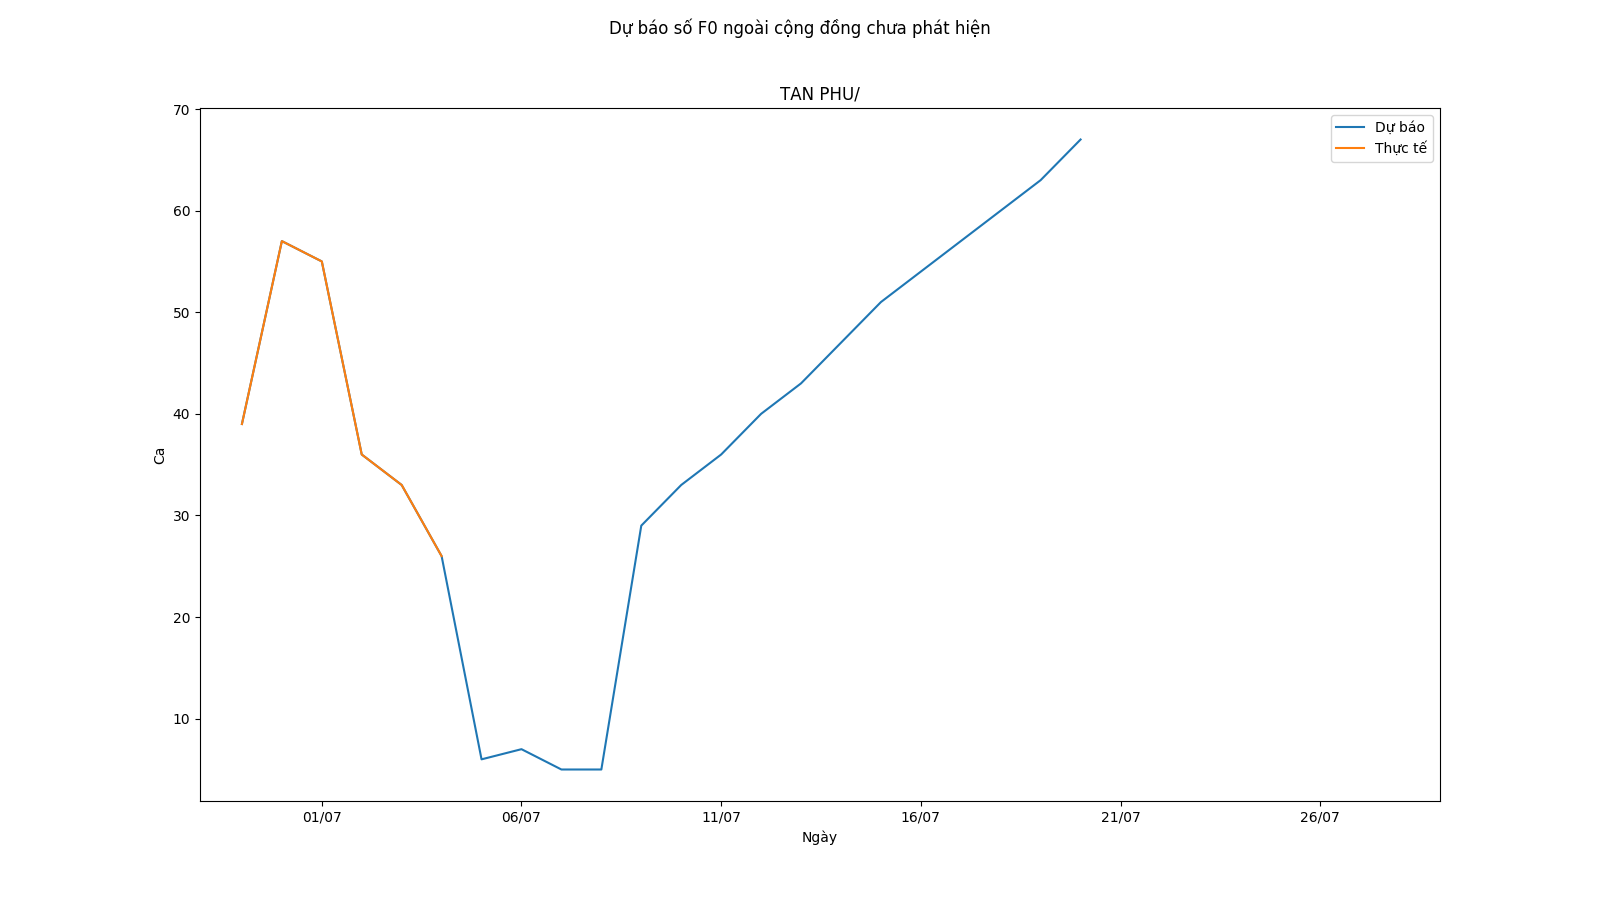 Dự báo số F0 ngoài cộng đồng chưa phát hiện
TAN PHU/
70
60
50
40
30
20
10
Ca
Dự báo
Thực tế
01/07
06/07
11/07
16/07
21/07
26/07
Ngày